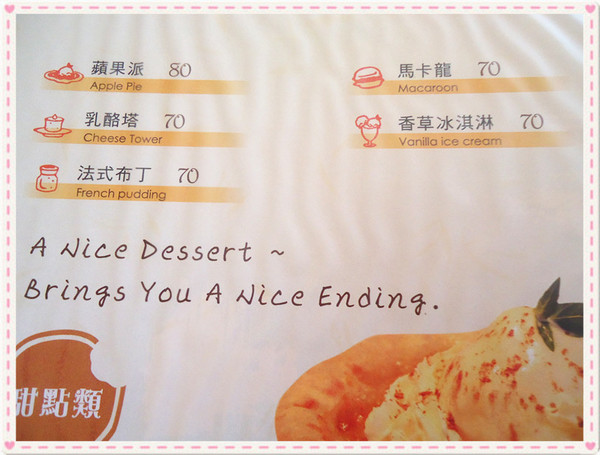 蘋果派 80
Apple Pie
乳酪塔 70
Cheese Tower
法式布丁 70
French pudding
馬卡龍 70
Macaroon
香草冰淇淋 70
Vanilla ice cream
A Nice Dessert ~
Brings You A Nice Ending.
甜點類